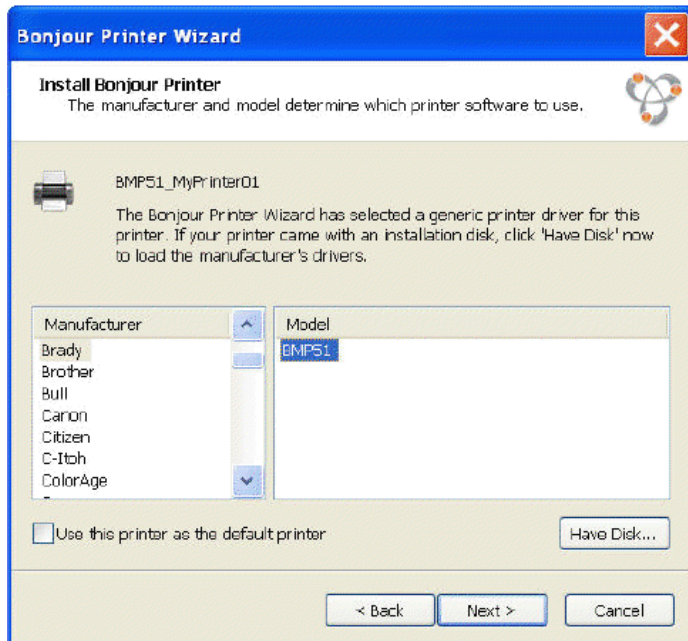 Bonjour Printer Wizard
Install Bonjour Printer
The manufacturer and model determine which printer software to use.
BMP51_MyPrinter01
The Bonjour Printer Wizard has selected a generic printer driver for this
printer. If your printer came with an installation disk, click 'Have Disk' now
to load the manufacturer's drivers.
Manufacturer
Brady
Brother
Bull
Canon
Citizen
C-Itoh
ColorAge
Model
BMP51
Use this printer as the default printer
Have Disk...
< Back
Next >
Cancel